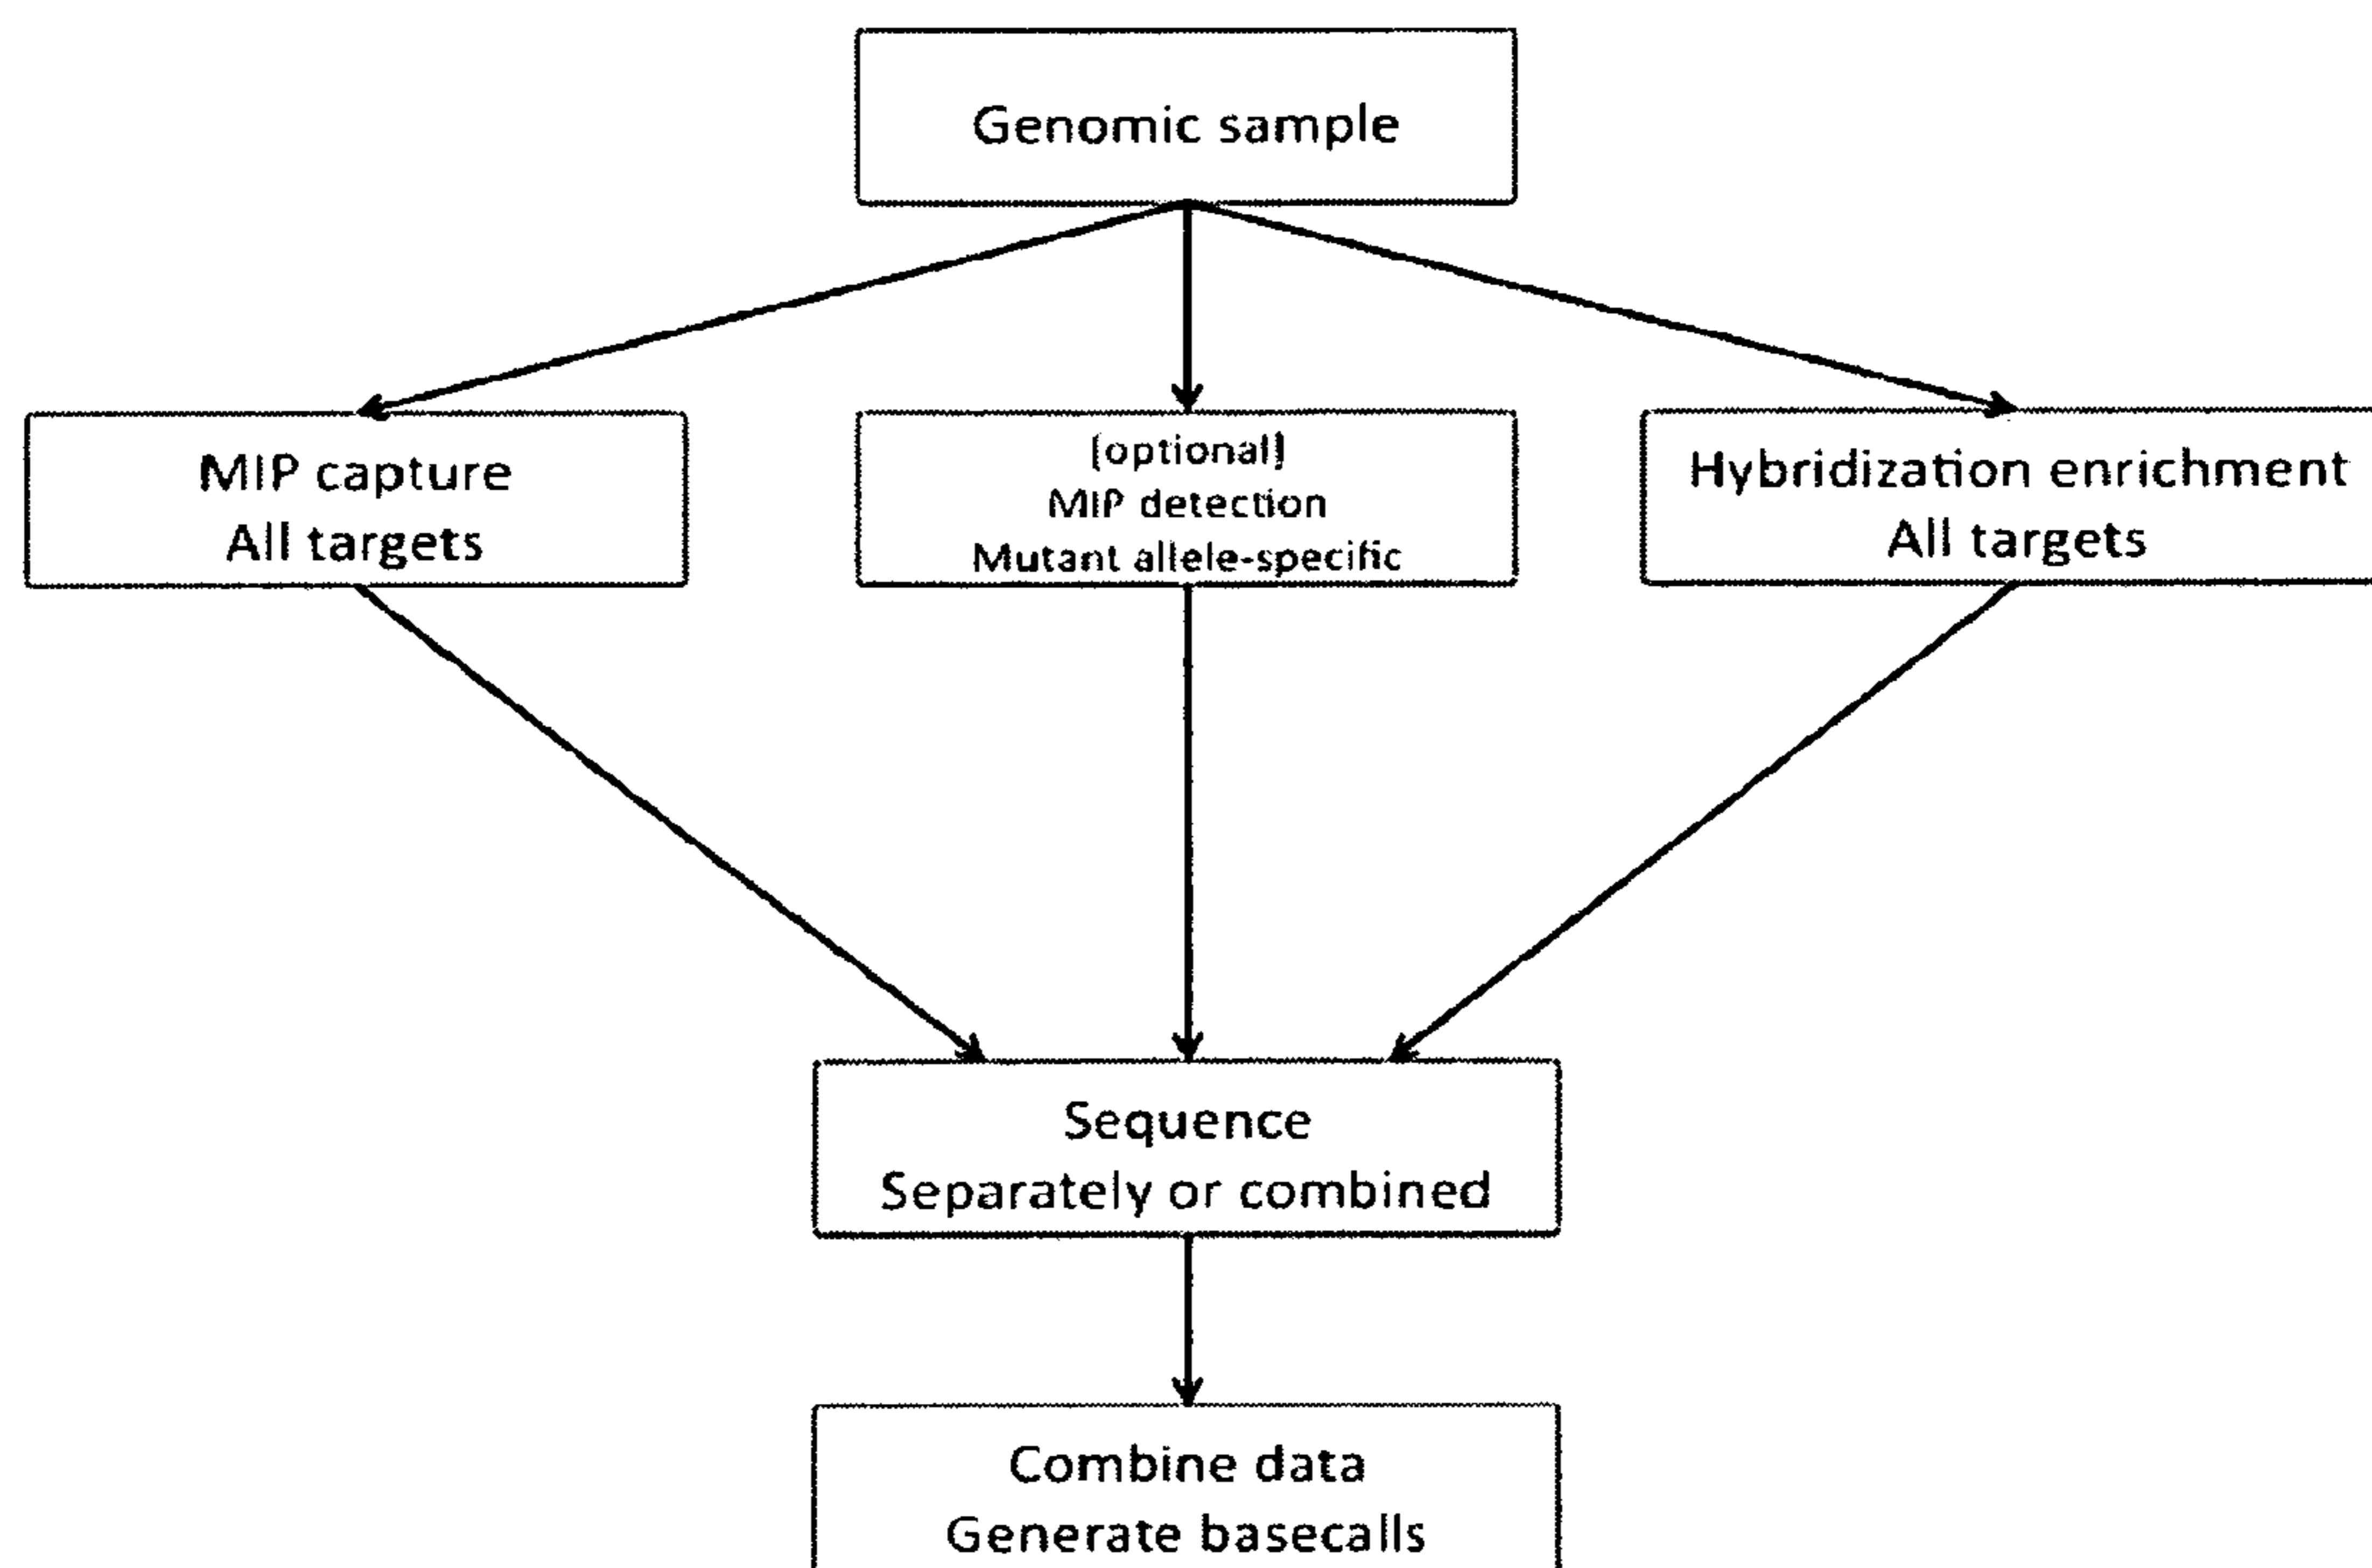 Genomic sample
MIP capture
All targets
(optional)
MIP detection
Mutant allele-specific
Hybridization enrichment
All targets
Sequence
Separately or combined
Combine data
Generate basecalls